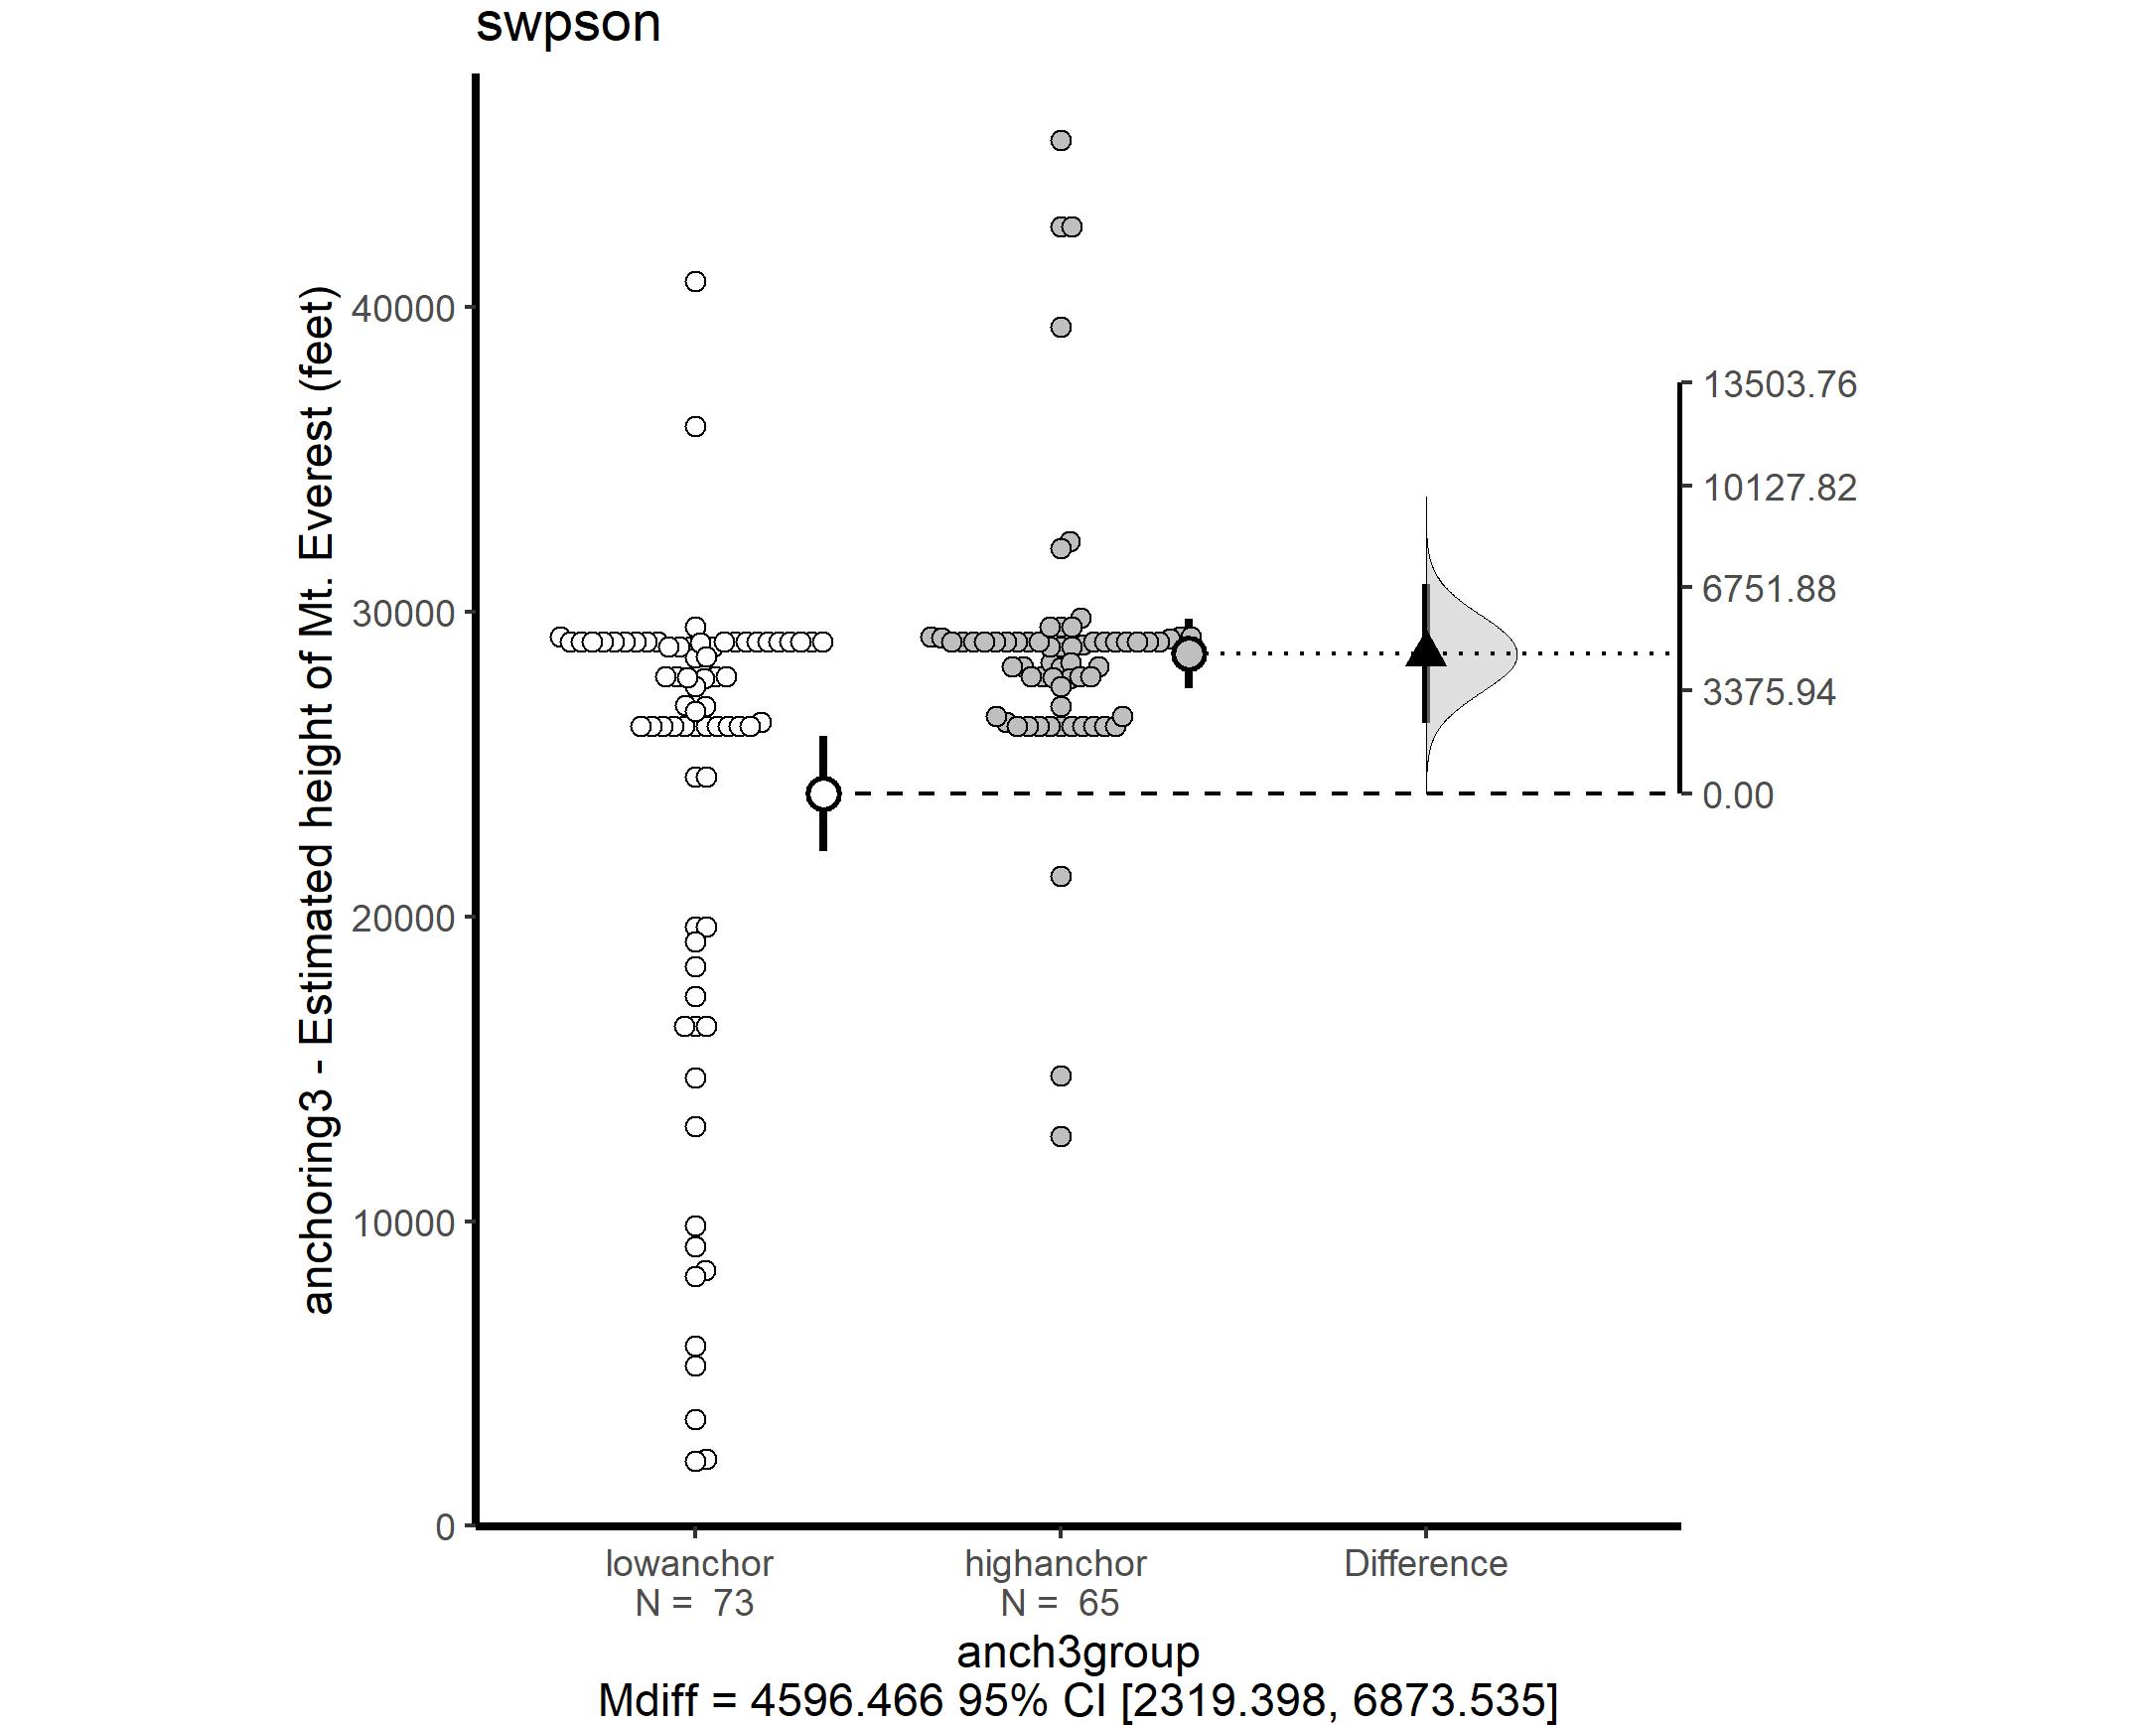 swpson
anchoring3 - Estimated height of Mt. Everest (feet)
40000
30000
20000
10000
0
13503.76
10127.82
6751.88
3375.94
0.00
lowanchor
N =  73
highanchor
N =  65
Difference
anch3group
Mdiff = 4596.466 95% CI [2319.398, 6873.535]